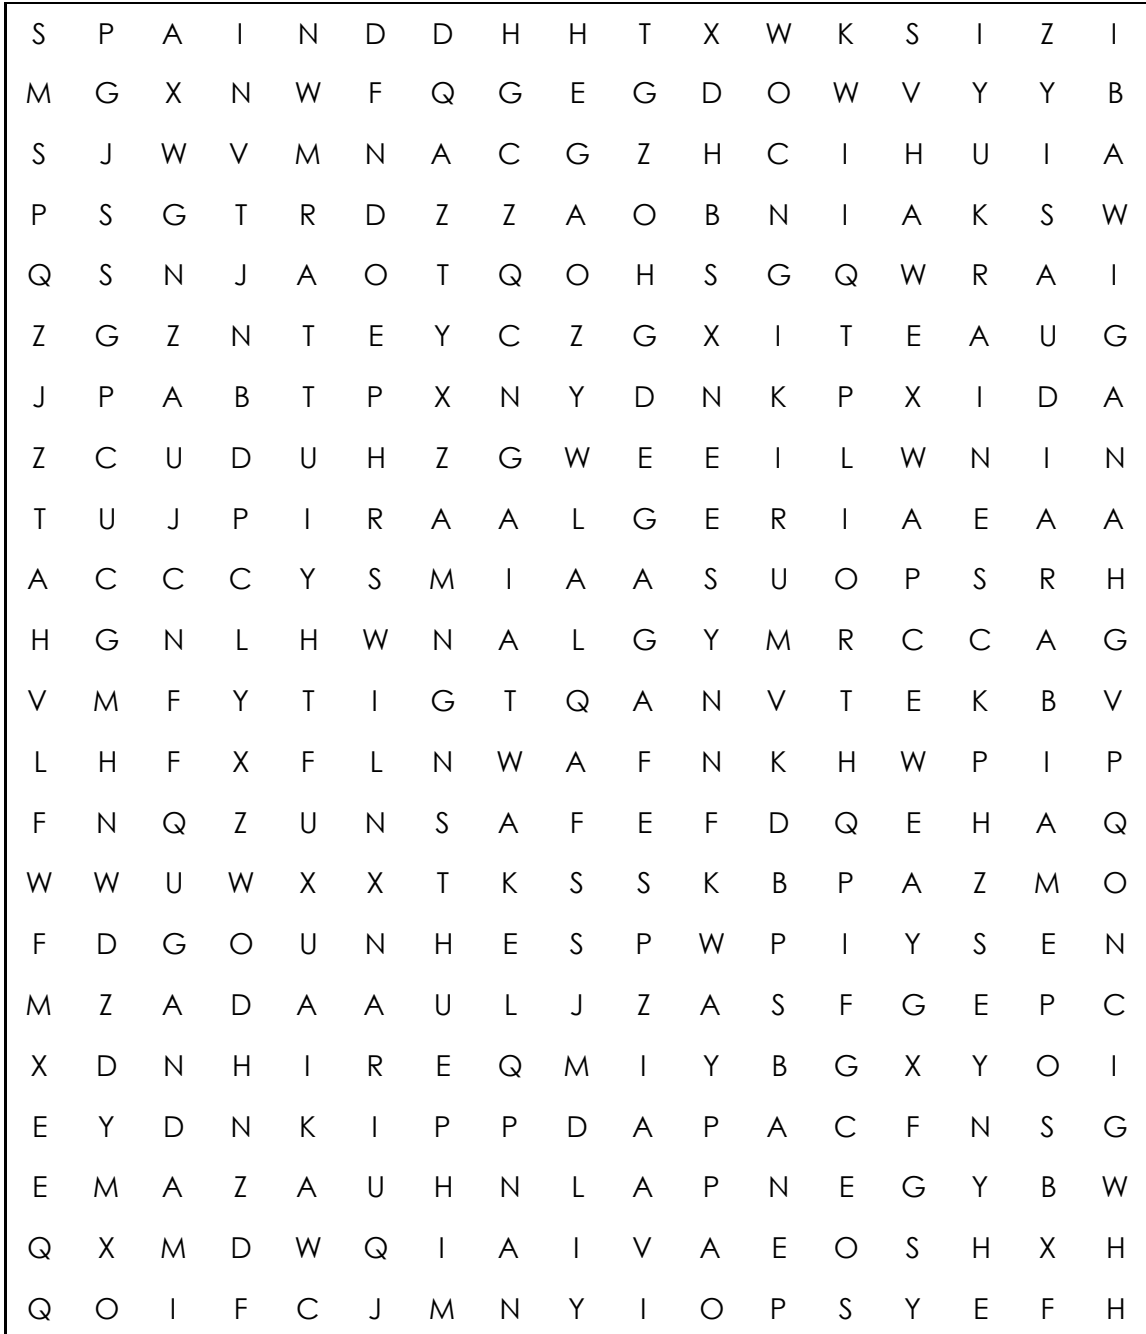 S P A I N D D H H T X W K S I Z I
M G X N W F Q G E G D O W V Y Y B
S J W V M N A C G Z H C I H U I A
P S G T R D Z Z A O B N I A K S W
Q S N J A O T Q O H S G Q W R A I
Z G Z N T E Y C Z G X I T E A U G
J P A B T P X N Y D N K P X I D A
Z C U D U H Z G W E E I L W N I N
T U J P I R A A L G E R I A E A A
A C C C Y S M I A A S U O P S R H
H G N L H W N A L G Y M R C C A G
V M F Y T I G T Q A N V T E K B V
L H F X F L N W A F N K H W P I P
F N Q Z U N S A F E F D Q E H A Q
W W U W X X T K S S K B P A Z M O
F D G O U N H E S P W P I Y S E N
M Z A D A A U L J Z A S F G E P C
X D N H I R E Q M I Y B G X Y O I
E Y D N K I P P D A P A C F N S G
E M A Z A U H N L A P N E G Y B W
Q X M D W Q I A I V A E O S H X H
Q O I F C J M N Y I O P S Y E F H